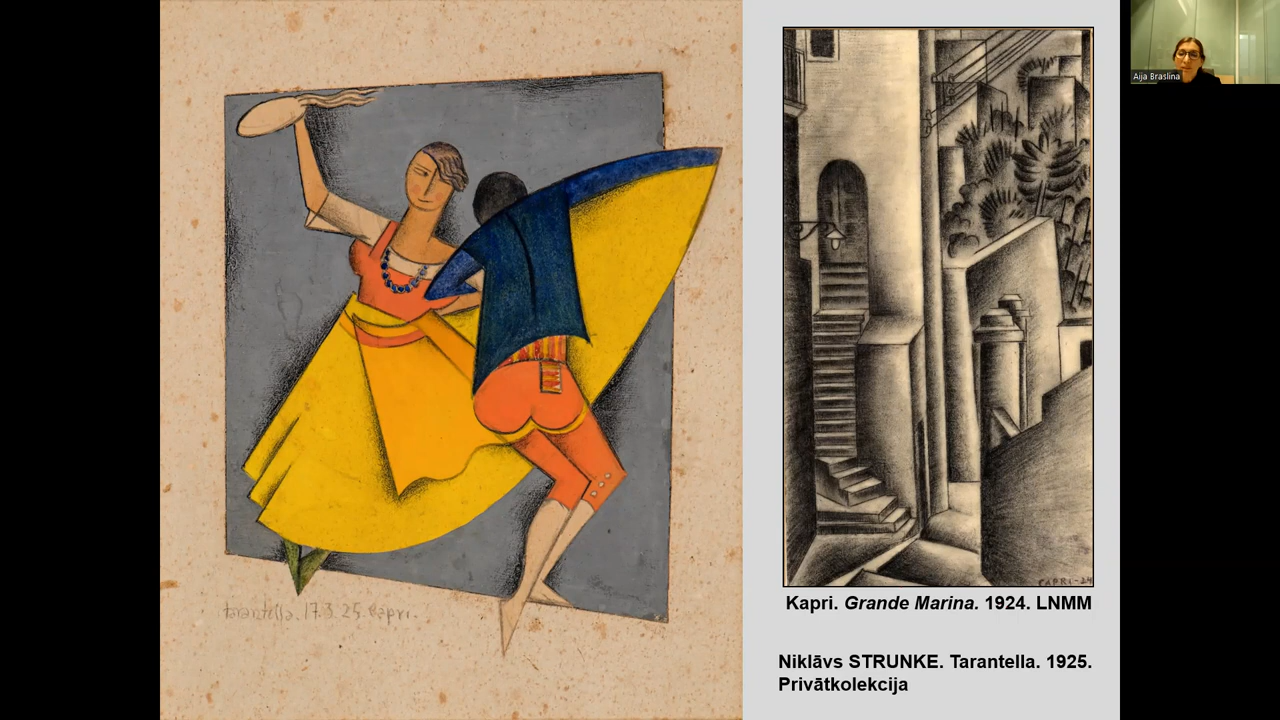 tarantella. 17.3.25. Capri.
CAPRI-24
Kapri. Grande Marina. 1924. LNMM
Niklāvs STRUNKE. Tarantella. 1925.
Privātkolekcija
Aija Braslina